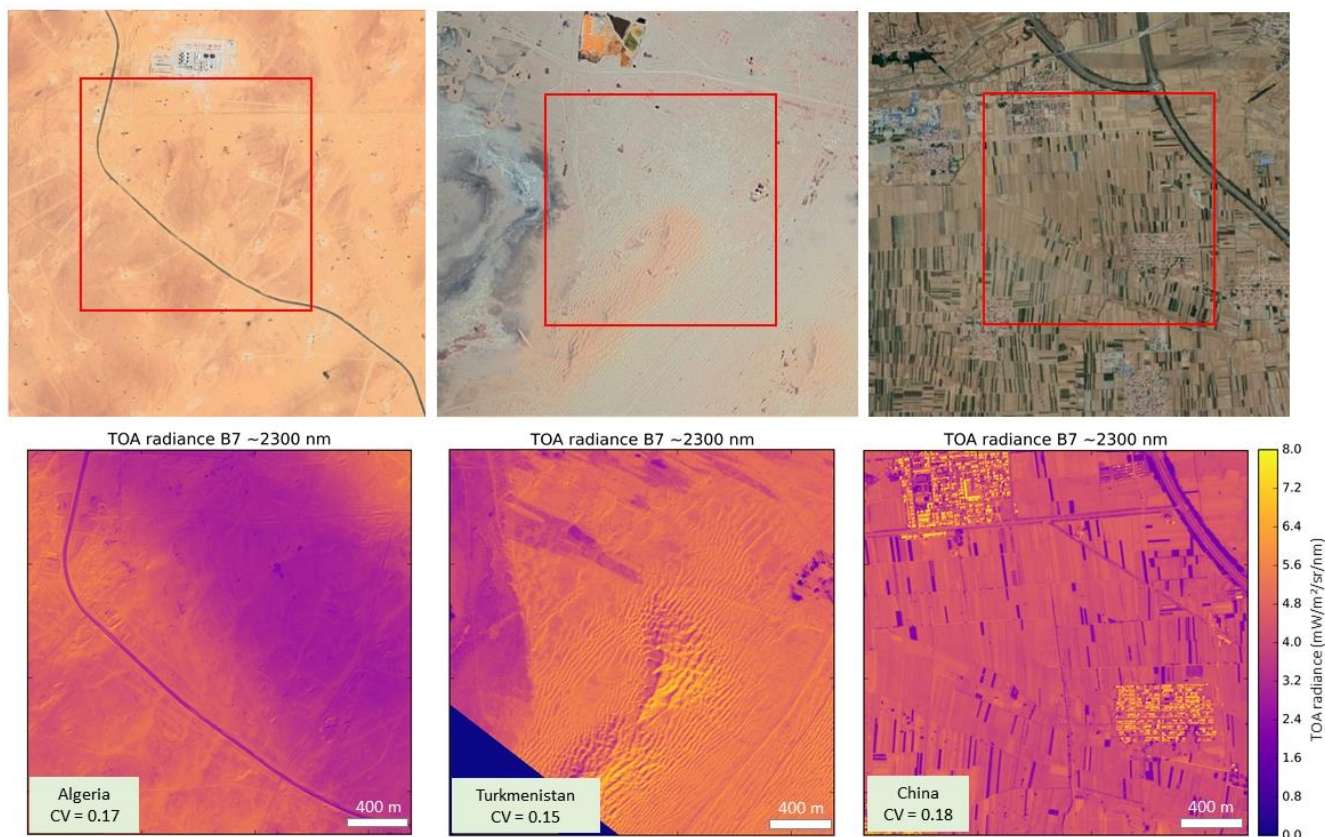 TOA radiance B7 ~2300 nm
TOA radiance B7 ~2300 nm
TOA radiance B7 ~2300 nm
8.0
7.2
6.4
5.6
4.8
4.0
3.2
2.4
1.6
0.8
0.0
TOA radiance (mW/m²/sr/nm)
Algeria
CV = 0.17
400 m
Turkmenistan
CV = 0.15
400 m
China
CV = 0.18
400 m